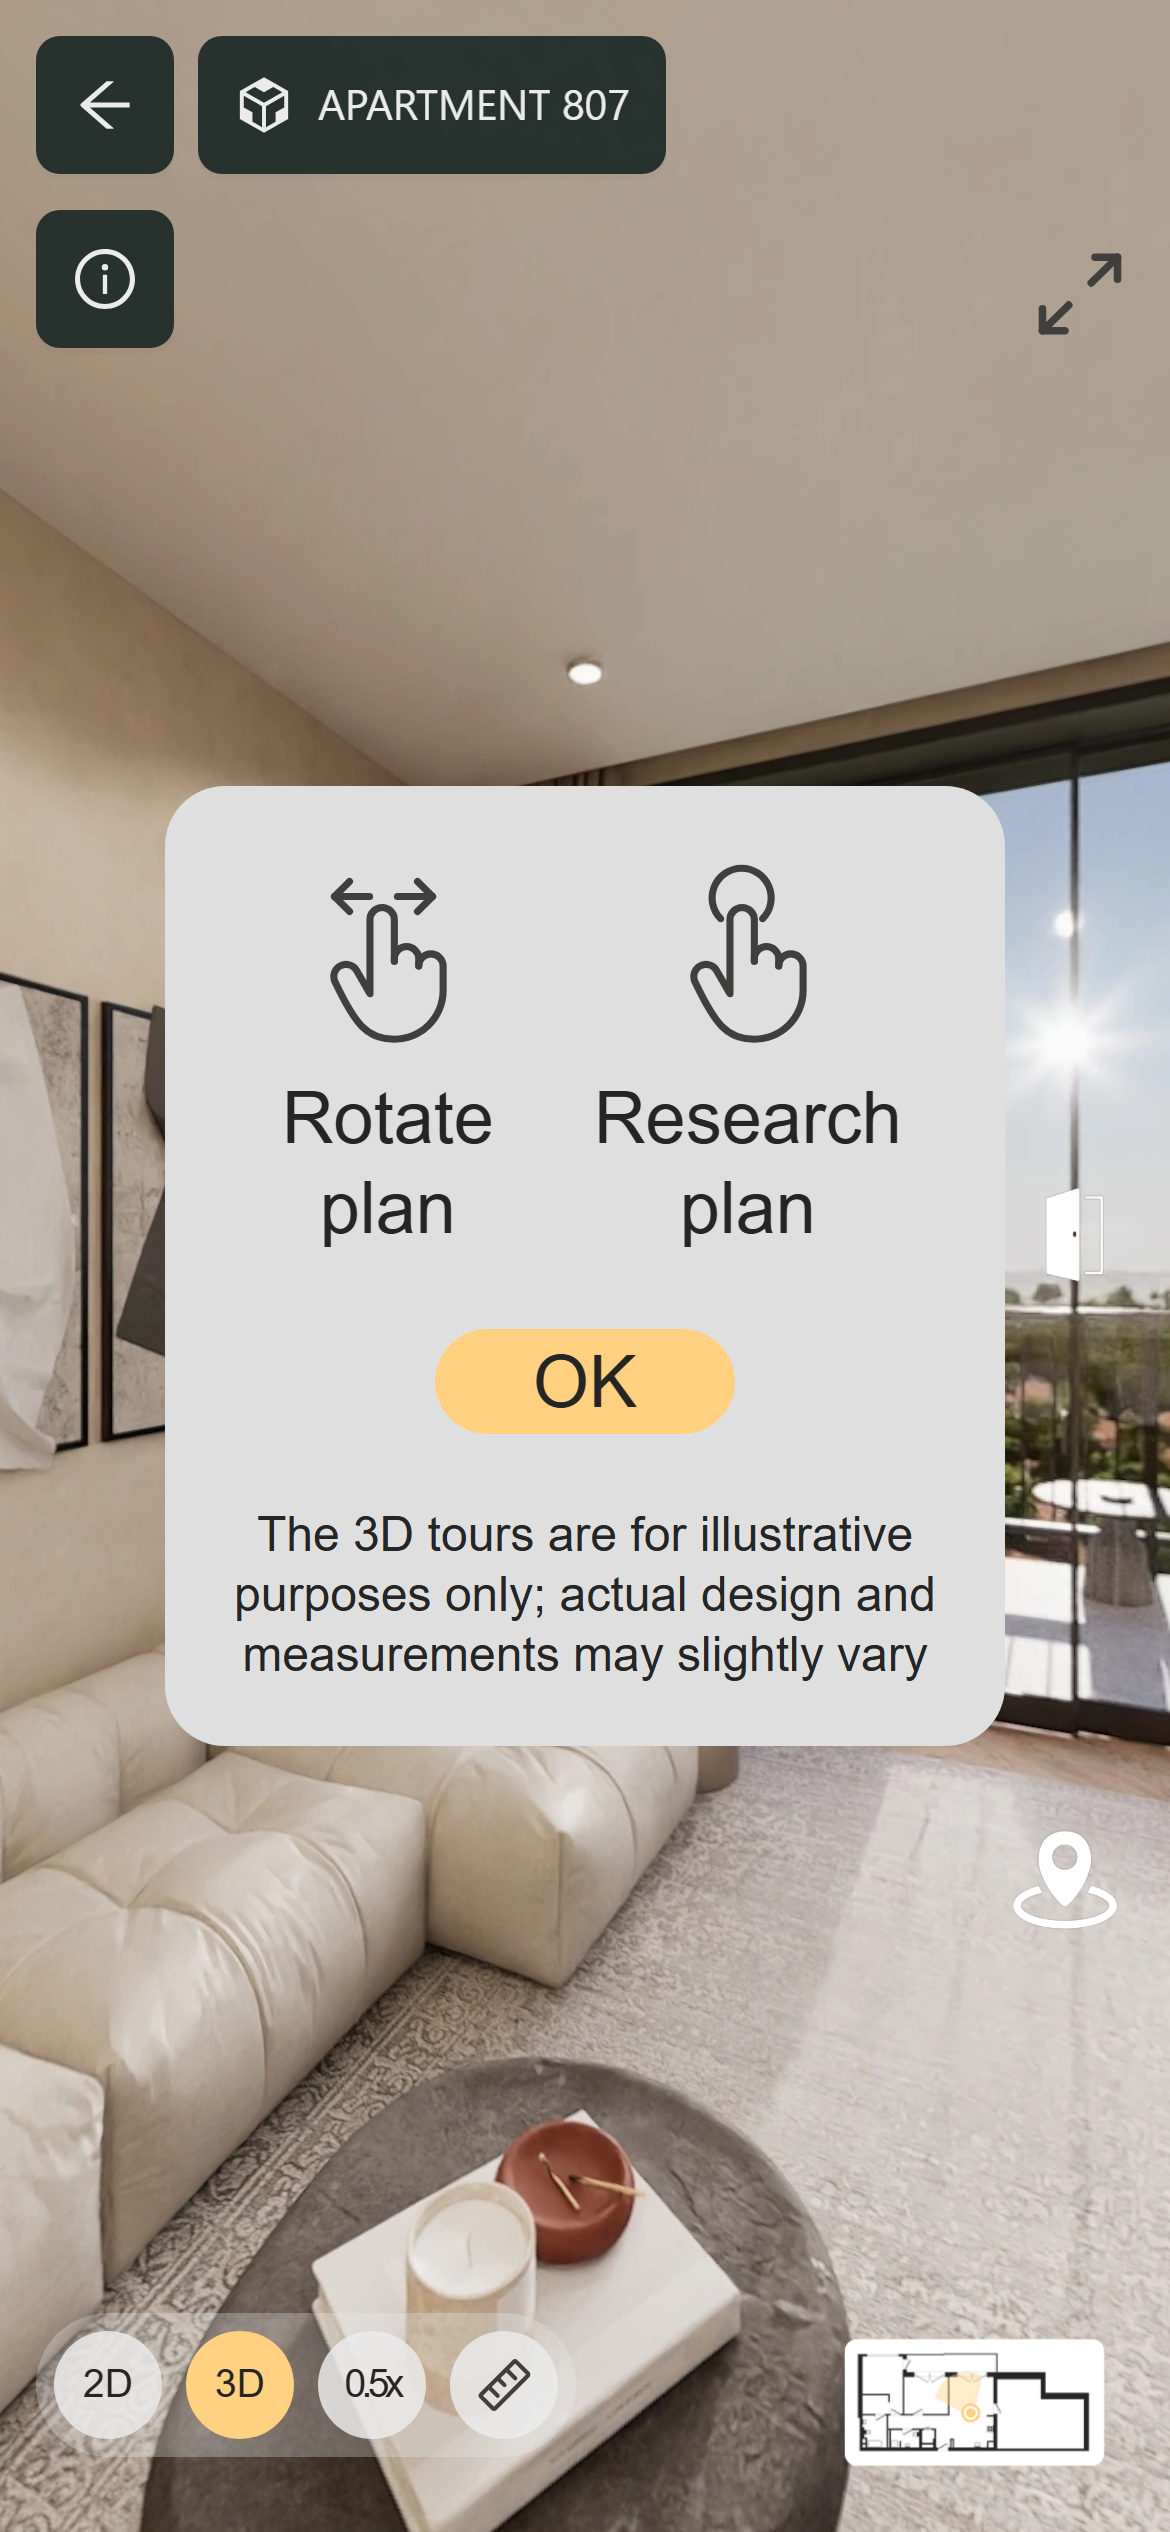 APARTMENT 807
Rotate
plan
Research
plan
OK
The 3D tours are for illustrative
purposes only; actual design and
measurements may slightly vary
2D
3D
0.5x